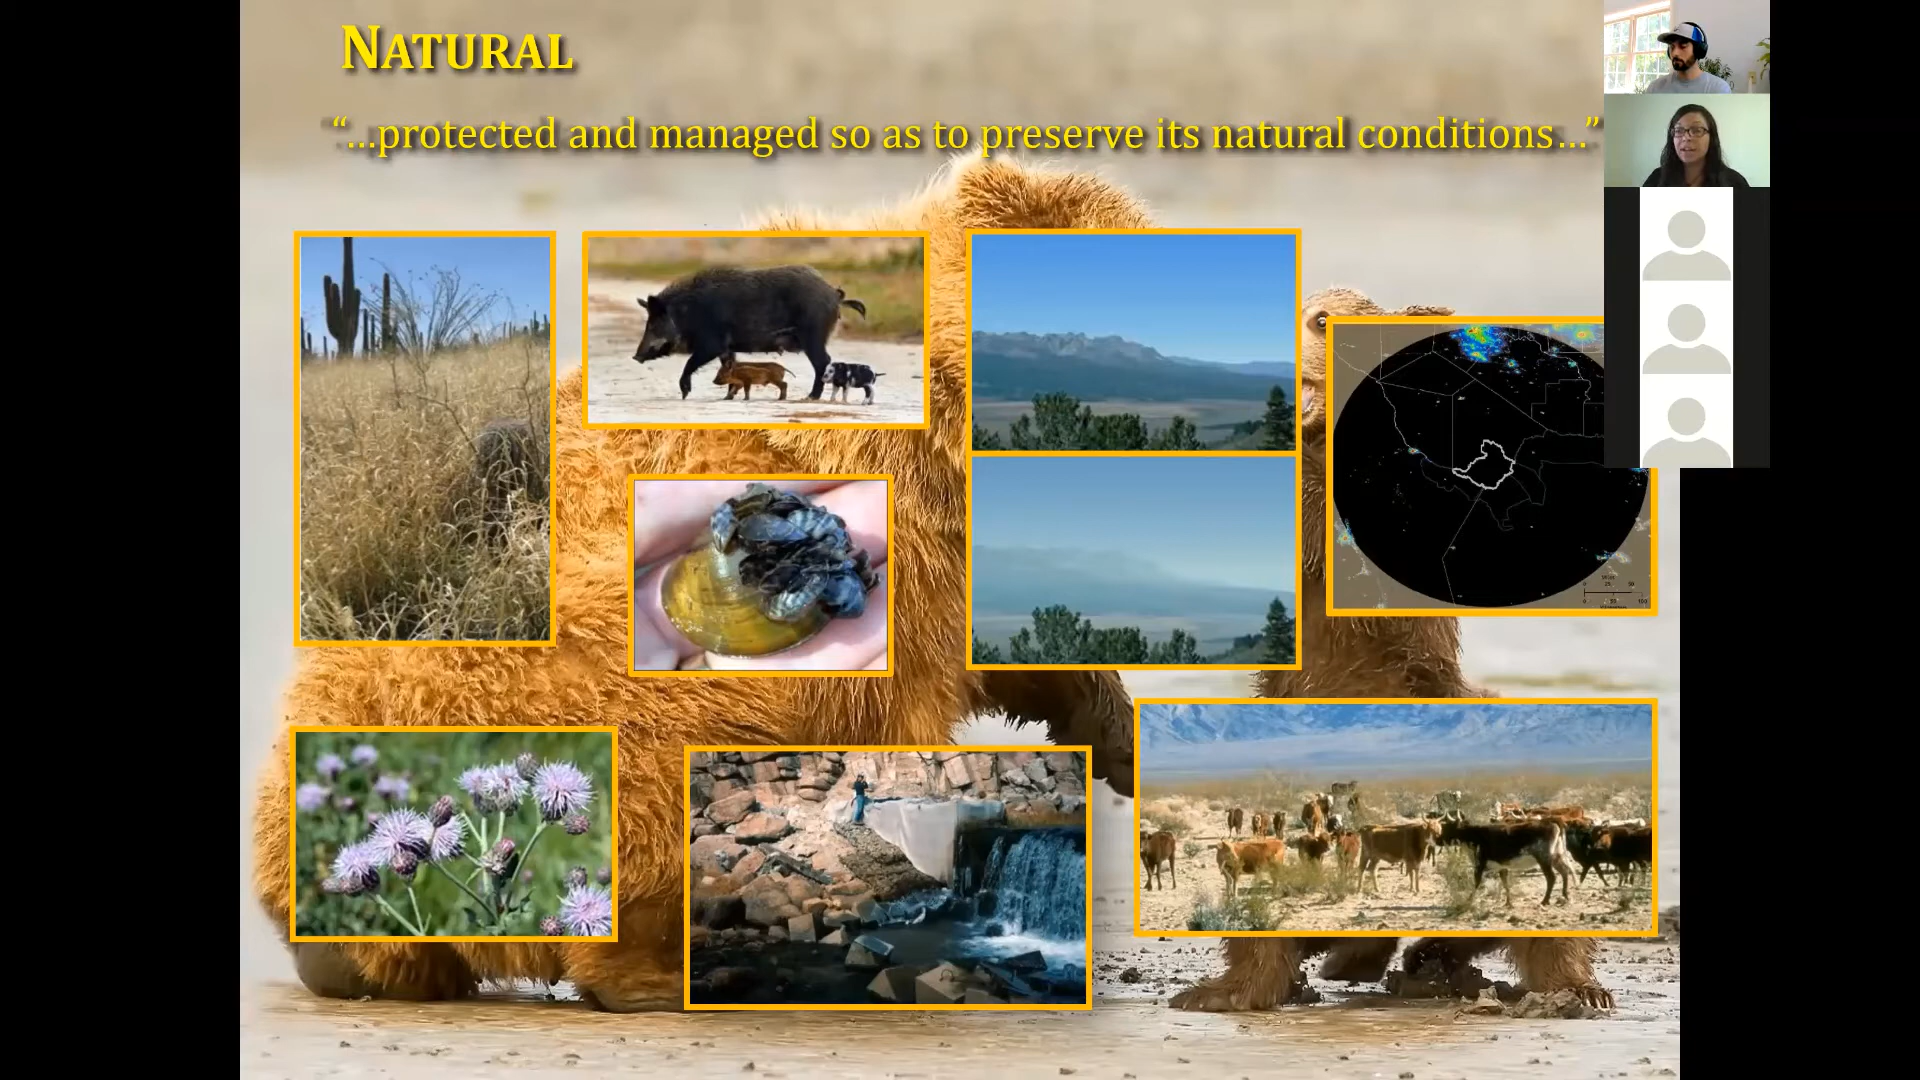 NATURAL
“…protected and managed so as to preserve its natural conditions…”